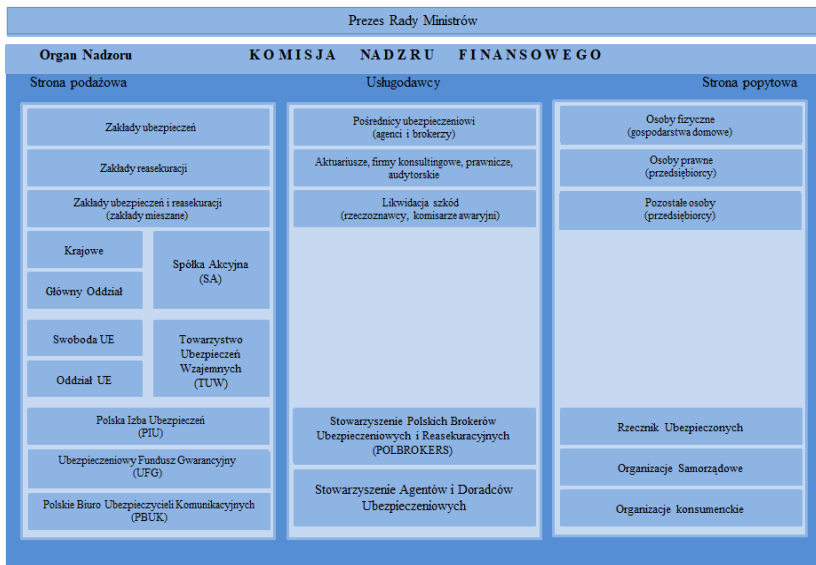 Prezes Rady Ministrów
Organ Nadzoru
K O M I S J A N A D Z R U F I N A N S O W E G O
Strona podażowa
Usługodawcy
Strona popytowa
Zakłady ubezpieczeń
Zakłady reasekuracji
Zakłady ubezpieczeń i reasekuracji
(zakłady mieszane)
Krajowe
Główny Oddział
Spółka Akcyjna
(SA)
Swoboda UE
Oddział UE
Towarzystwo
Ubezpieczeń
Wzajemnych
(TUW)
Polska Izba Ubezpieczeń
(PIU)
Ubezpieczeniowy Fundusz Gwarancyjny
(UFG)
Polskie Biuro Ubezpieczycieli Komunikacyjnych
(PBUK)
Pośrednicy ubezpieczeniowi
(agenci i brokerzy)
Aktuariusze, firmy konsultingowe, prawnicze,
audytorskie
Likwidacja szkód
(rzeczoznawcy, komisarze awaryjni)
Stowarzyszenie Polskich Brokerów
Ubezpieczeniowych i Reasekuracyjnych
(POLBROKERS)
Stowarzyszenie Agentów i Doradców
Ubezpieczeniowych
Osoby fizyczne
(gospodarstwa domowe)
Osoby prawne
(przedsiębiorcy)
Pozostałe osoby
(przedsiębiorcy)
Rzecznik Ubezpieczonych
Organizacje Samorządowe
Organizacje konsumenckie